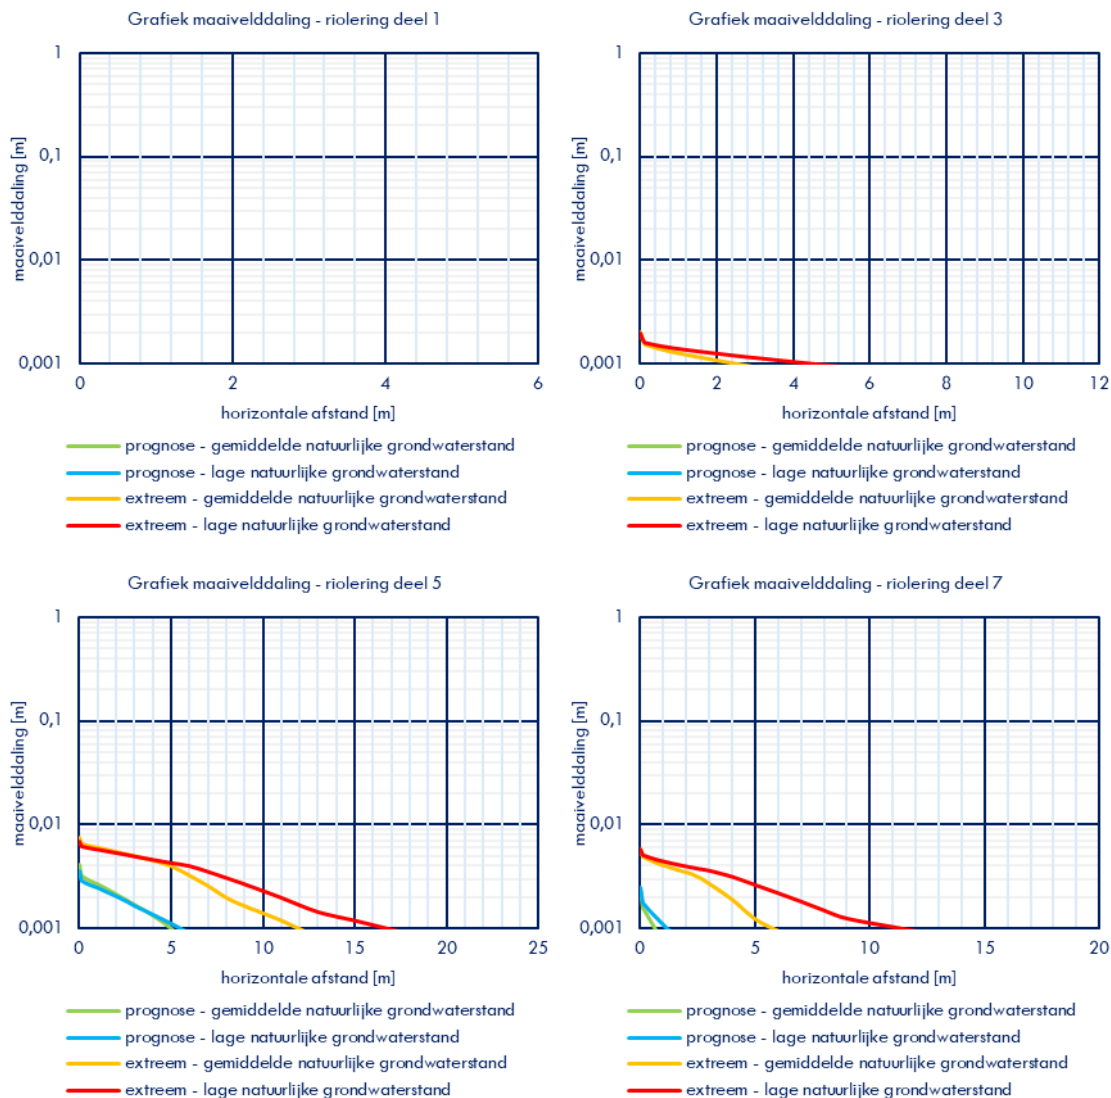 Grafiek maaivelddaling - riolering deel 1
1
0,1
0,01
0,001
maaivelddaling [m]
0 2 4 6
horizontale afstand [m]
prognose - gemiddelde natuurlijke grondwaterstand
prognose - lage natuurlijke grondwaterstand
extreem - gemiddelde natuurlijke grondwaterstand
extreem - lage natuurlijke grondwaterstand
Grafiek maaivelddaling - riolering deel 3
1
0,1
0,01
0,001
maaivelddaling [m]
0 2 4 6 8 10 12
horizontale afstand [m]
prognose - gemiddelde natuurlijke grondwaterstand
prognose - lage natuurlijke grondwaterstand
extreem - gemiddelde natuurlijke grondwaterstand
extreem - lage natuurlijke grondwaterstand
Grafiek maaivelddaling - riolering deel 5
1
0,1
0,01
0,001
maaivelddaling [m]
0 5 10 15 20 25
horizontale afstand [m]
prognose - gemiddelde natuurlijke grondwaterstand
prognose - lage natuurlijke grondwaterstand
extreem - gemiddelde natuurlijke grondwaterstand
extreem - lage natuurlijke grondwaterstand
Grafiek maaivelddaling - riolering deel 7
1
0,1
0,01
0,001
maaivelddaling [m]
0 5 10 15 20
horizontale afstand [m]
prognose - gemiddelde natuurlijke grondwaterstand
prognose - lage natuurlijke grondwaterstand
extreem - gemiddelde natuurlijke grondwaterstand
extreem - lage natuurlijke grondwaterstand